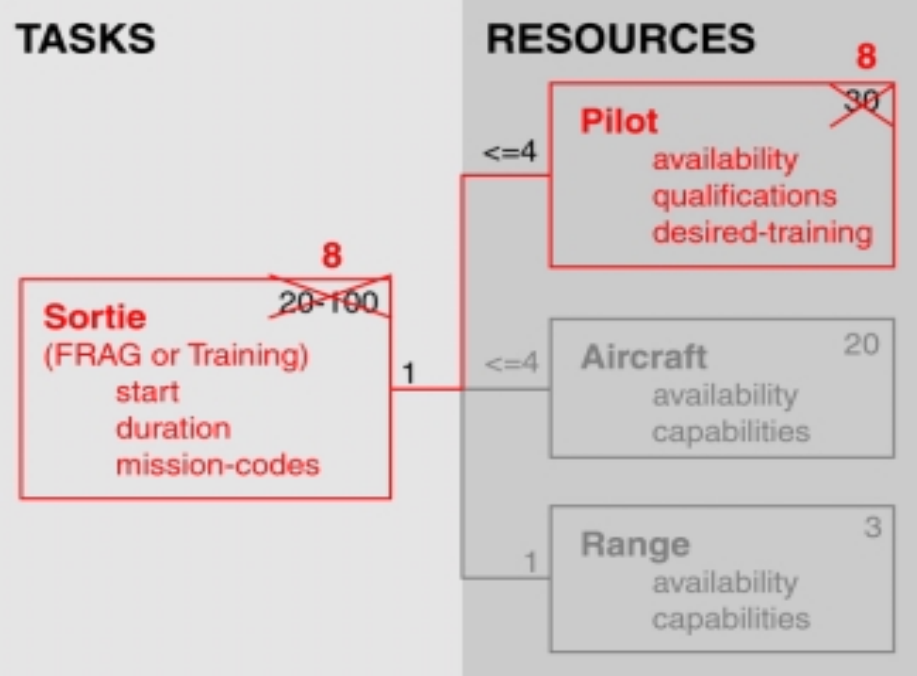 TASKS
RESOURCES
8
30
Pilot
availability
qualifications
desired-training
<=4
8
20-100
Sortie
(FRAG or Training)
start
duration
mission-codes
1
<=4
Aircraft
20
availability
capabilities
1
Range
3
availability
capabilities